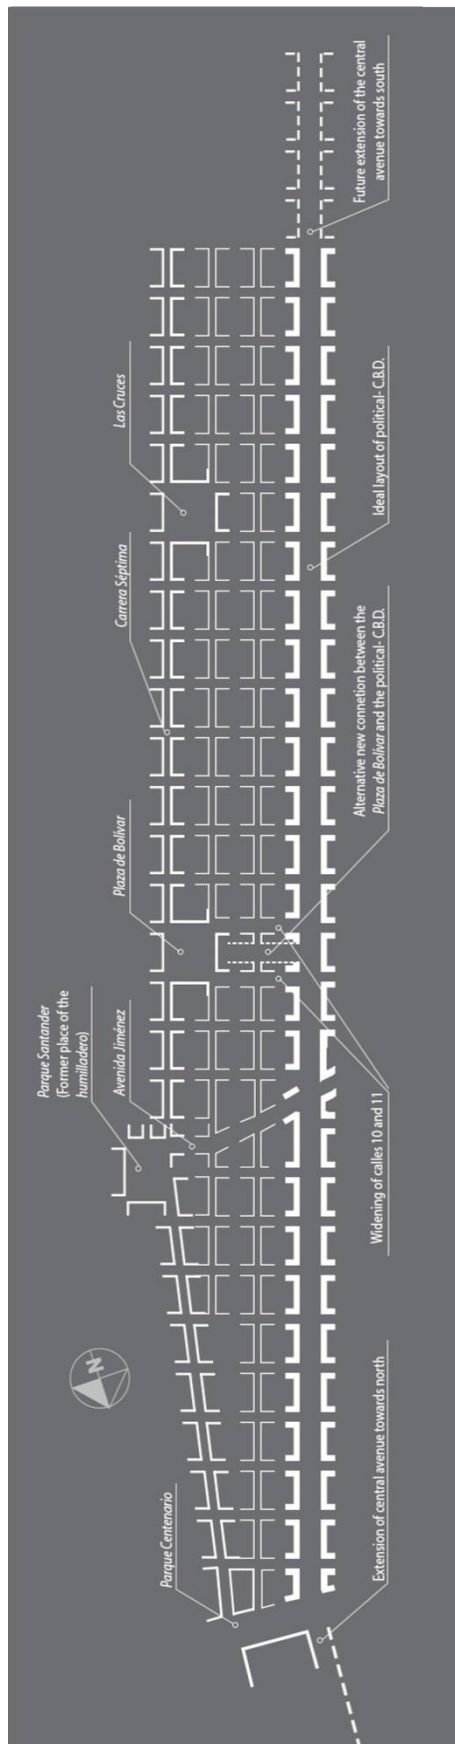 Parque Santander
(Former place of the
humilladero)
Avenida Jiménez
Plaza de Bolívar
Carrera Séptima
Las Cruces
N
Parque Centenario
Extension of central avenue towards north
Widening of calles 10 and 11
Alternative new connetion between the
Plaza de Bolívar and the political- C.B.D.
Ideal layout of political- C.B.D.
Future extension of the central
avenue towards south